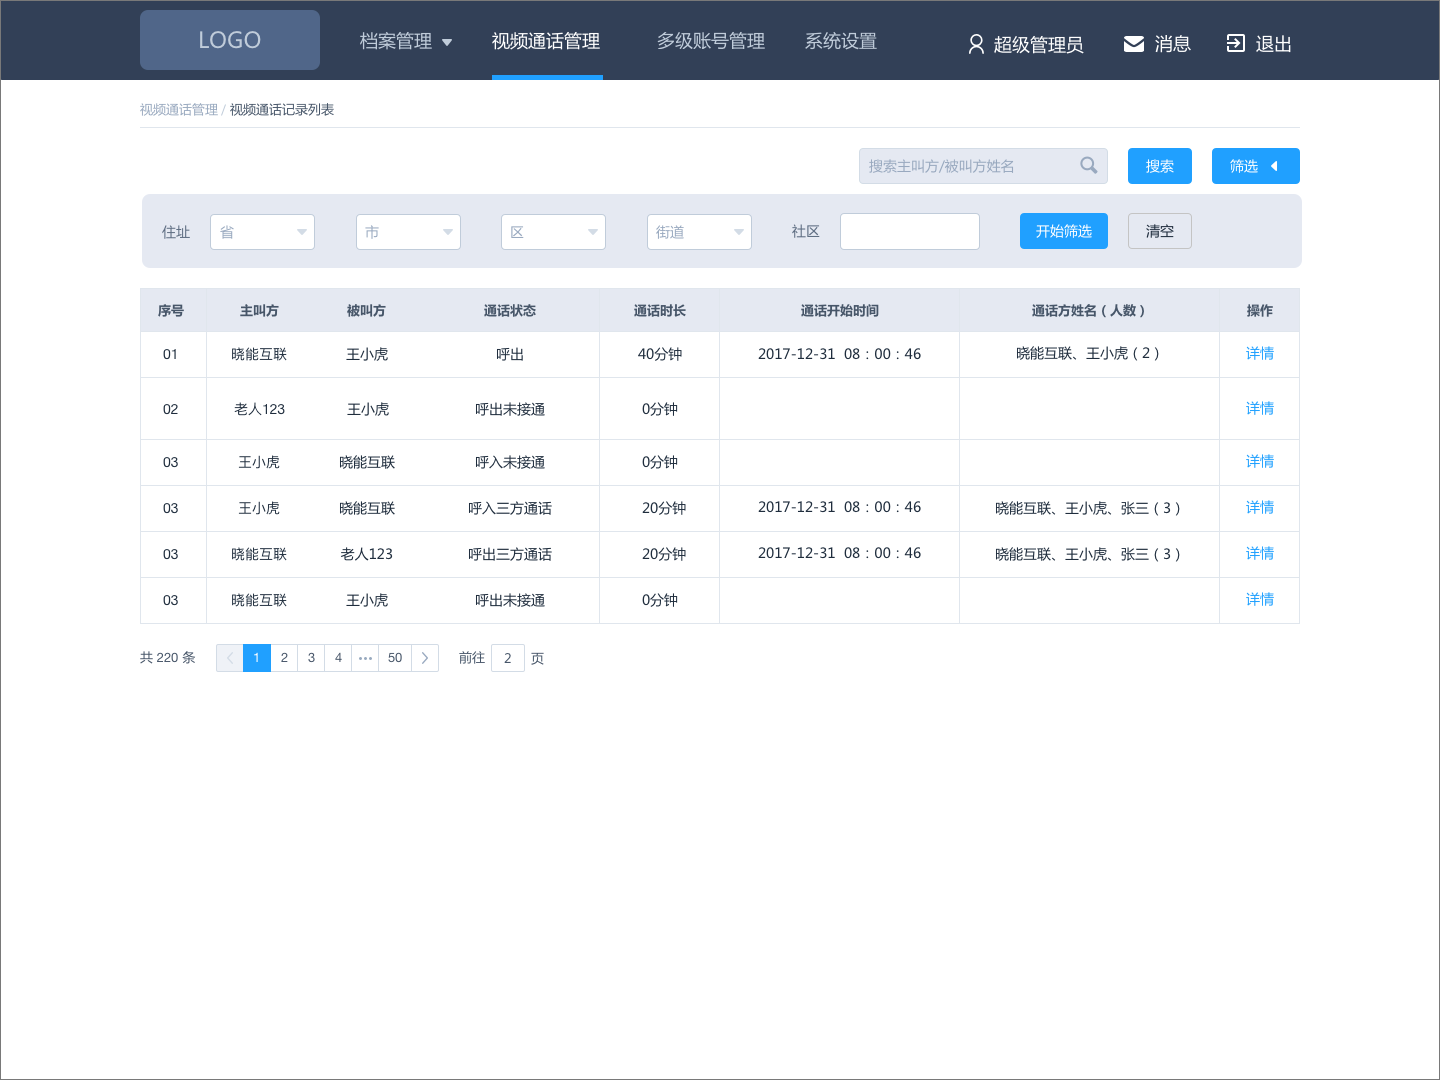 LOGO 档案管理 视频通话管理 多级账号管理 系统设置 超级管理员 消息 退出
视频通话管理 / 视频通话记录列表
搜索主叫方/被叫方姓名 搜索 筛选
住址 省 市 区 街道 社区 开始筛选 清空
序号 主叫方 被叫方 通话状态 通话时长 通话开始时间 通话方姓名（人数） 操作
01 晓能互联 王小虎 呼出 40分钟 2017-12-31 08：00：46 晓能互联、王小虎（2） 详情
02 老人123 王小虎 呼出未接通 0分钟 详情
03 王小虎 晓能互联 呼入未接通 0分钟 详情
03 王小虎 晓能互联 呼入三方通话 20分钟 2017-12-31 08：00：46 晓能互联、王小虎、张三（3） 详情
03 晓能互联 老人123 呼出三方通话 20分钟 2017-12-31 08：00：46 晓能互联、王小虎、张三（3） 详情
03 晓能互联 王小虎 呼出未接通 0分钟 详情
共 220 条 1 2 3 4 ••• 50 前往 2 页